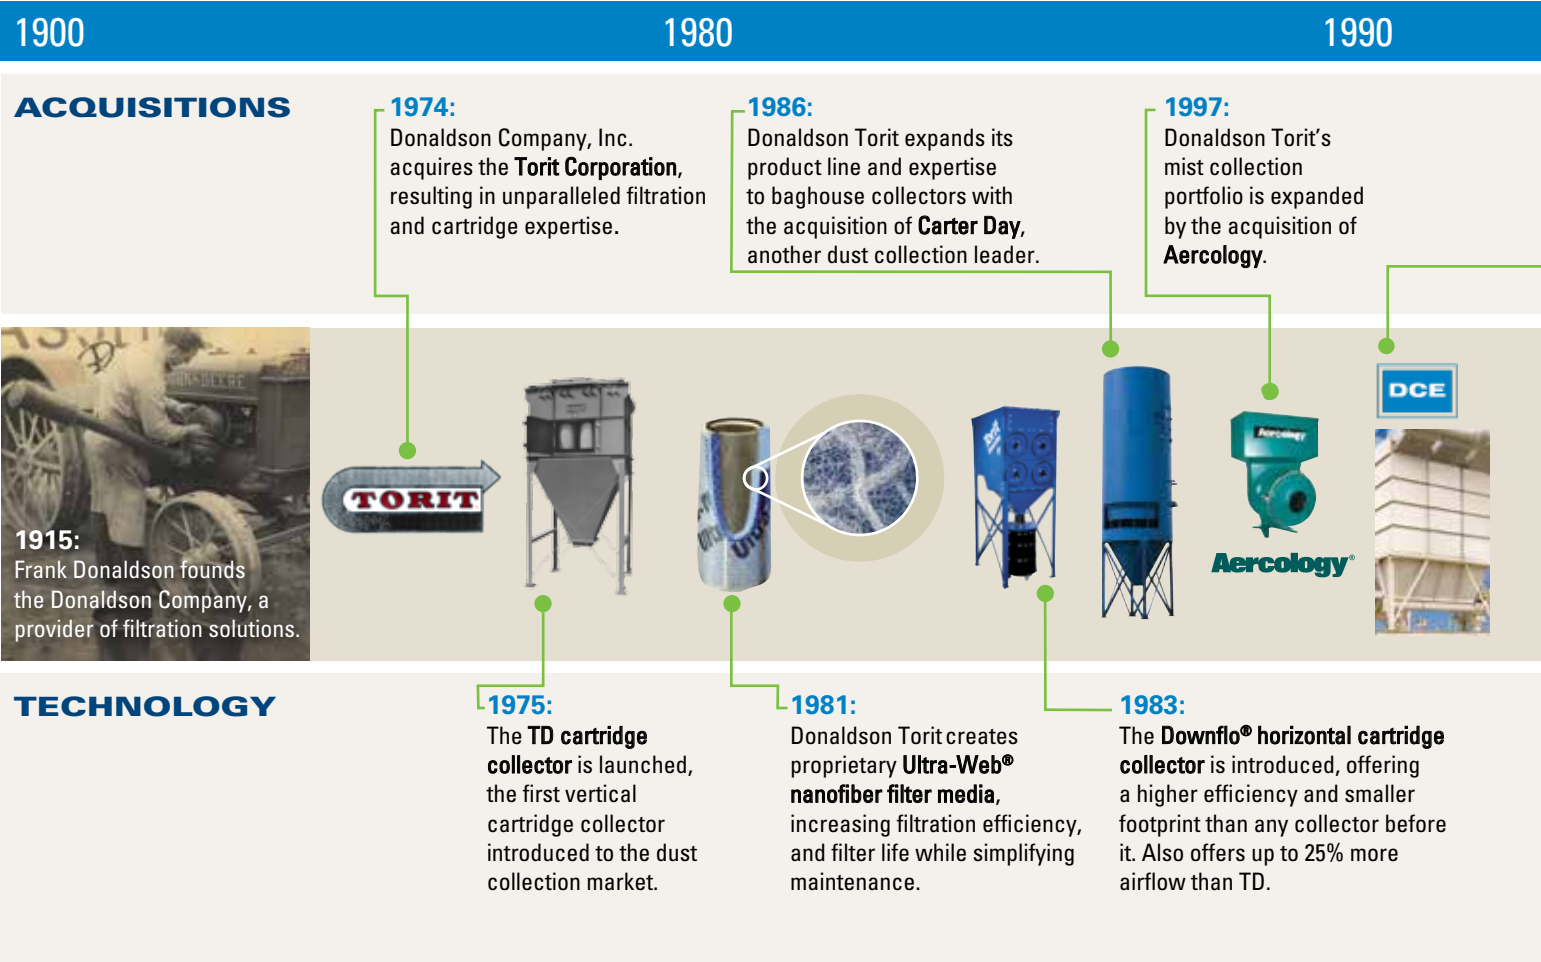 1900
1980
1990
ACQUISITIONS
1974:
Donaldson Company, Inc.
acquires the Torit Corporation,
resulting in unparalleled filtration
and cartridge expertise.
1986:
Donaldson Torit expands its
product line and expertise
to baghouse collectors with
the acquisition of Carter Day,
another dust collection leader.
1997:
Donaldson Torit’s
mist collection
portfolio is expanded
by the acquisition of
Aercology.
1915:
Frank Donaldson founds
the Donaldson Company, a
provider of filtration solutions.
TORIT
Aercology
Aercology®
DCE
TECHNOLOGY
1975:
The TD cartridge
collector is launched,
the first vertical
cartridge collector
introduced to the dust
collection market.
1981:
Donaldson Torit creates
proprietary Ultra-Web®
nanofiber filter media,
increasing filtration efficiency,
and filter life while simplifying
maintenance.
1983:
The Downflo® horizontal cartridge
collector is introduced, offering
a higher efficiency and smaller
footprint than any collector before
it. Also offers up to 25% more
airflow than TD.